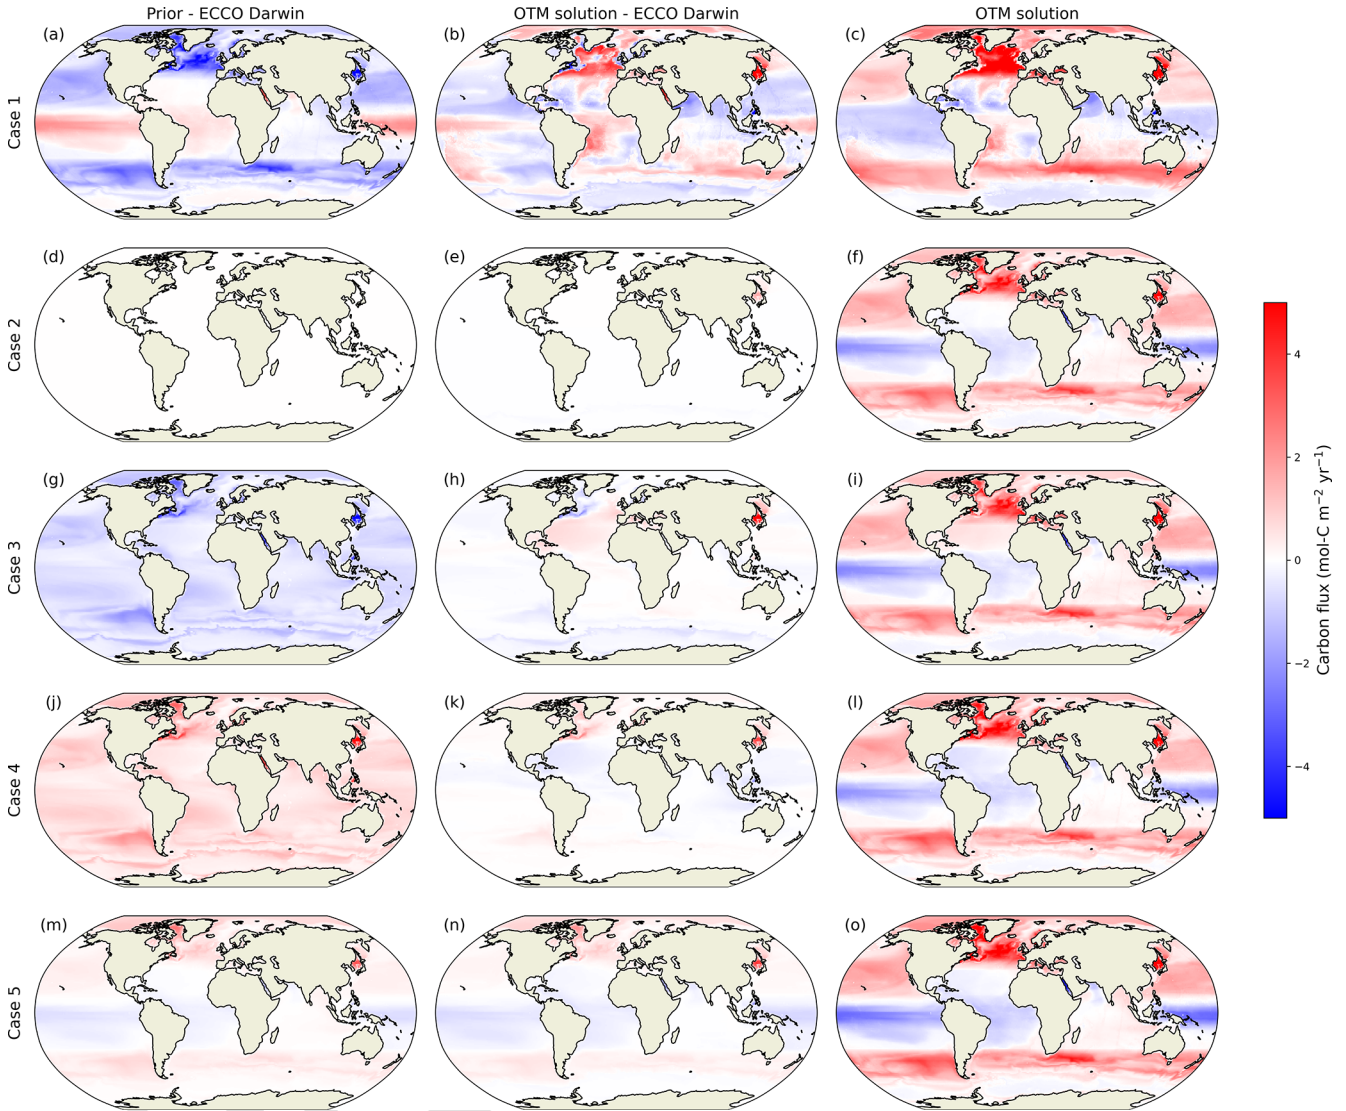 Prior - ECCO Darwin
OTM solution - ECCO Darwin
OTM solution
Case 1
(a)
(b)
(c)
Case 2
(d)
(e)
(f)
Case 3
(g)
(h)
(i)
Case 4
(j)
(k)
(l)
Case 5
(m)
(n)
(o)
4
2
0
−2
−4
Carbon flux (mol-C m⁻² yr⁻¹)